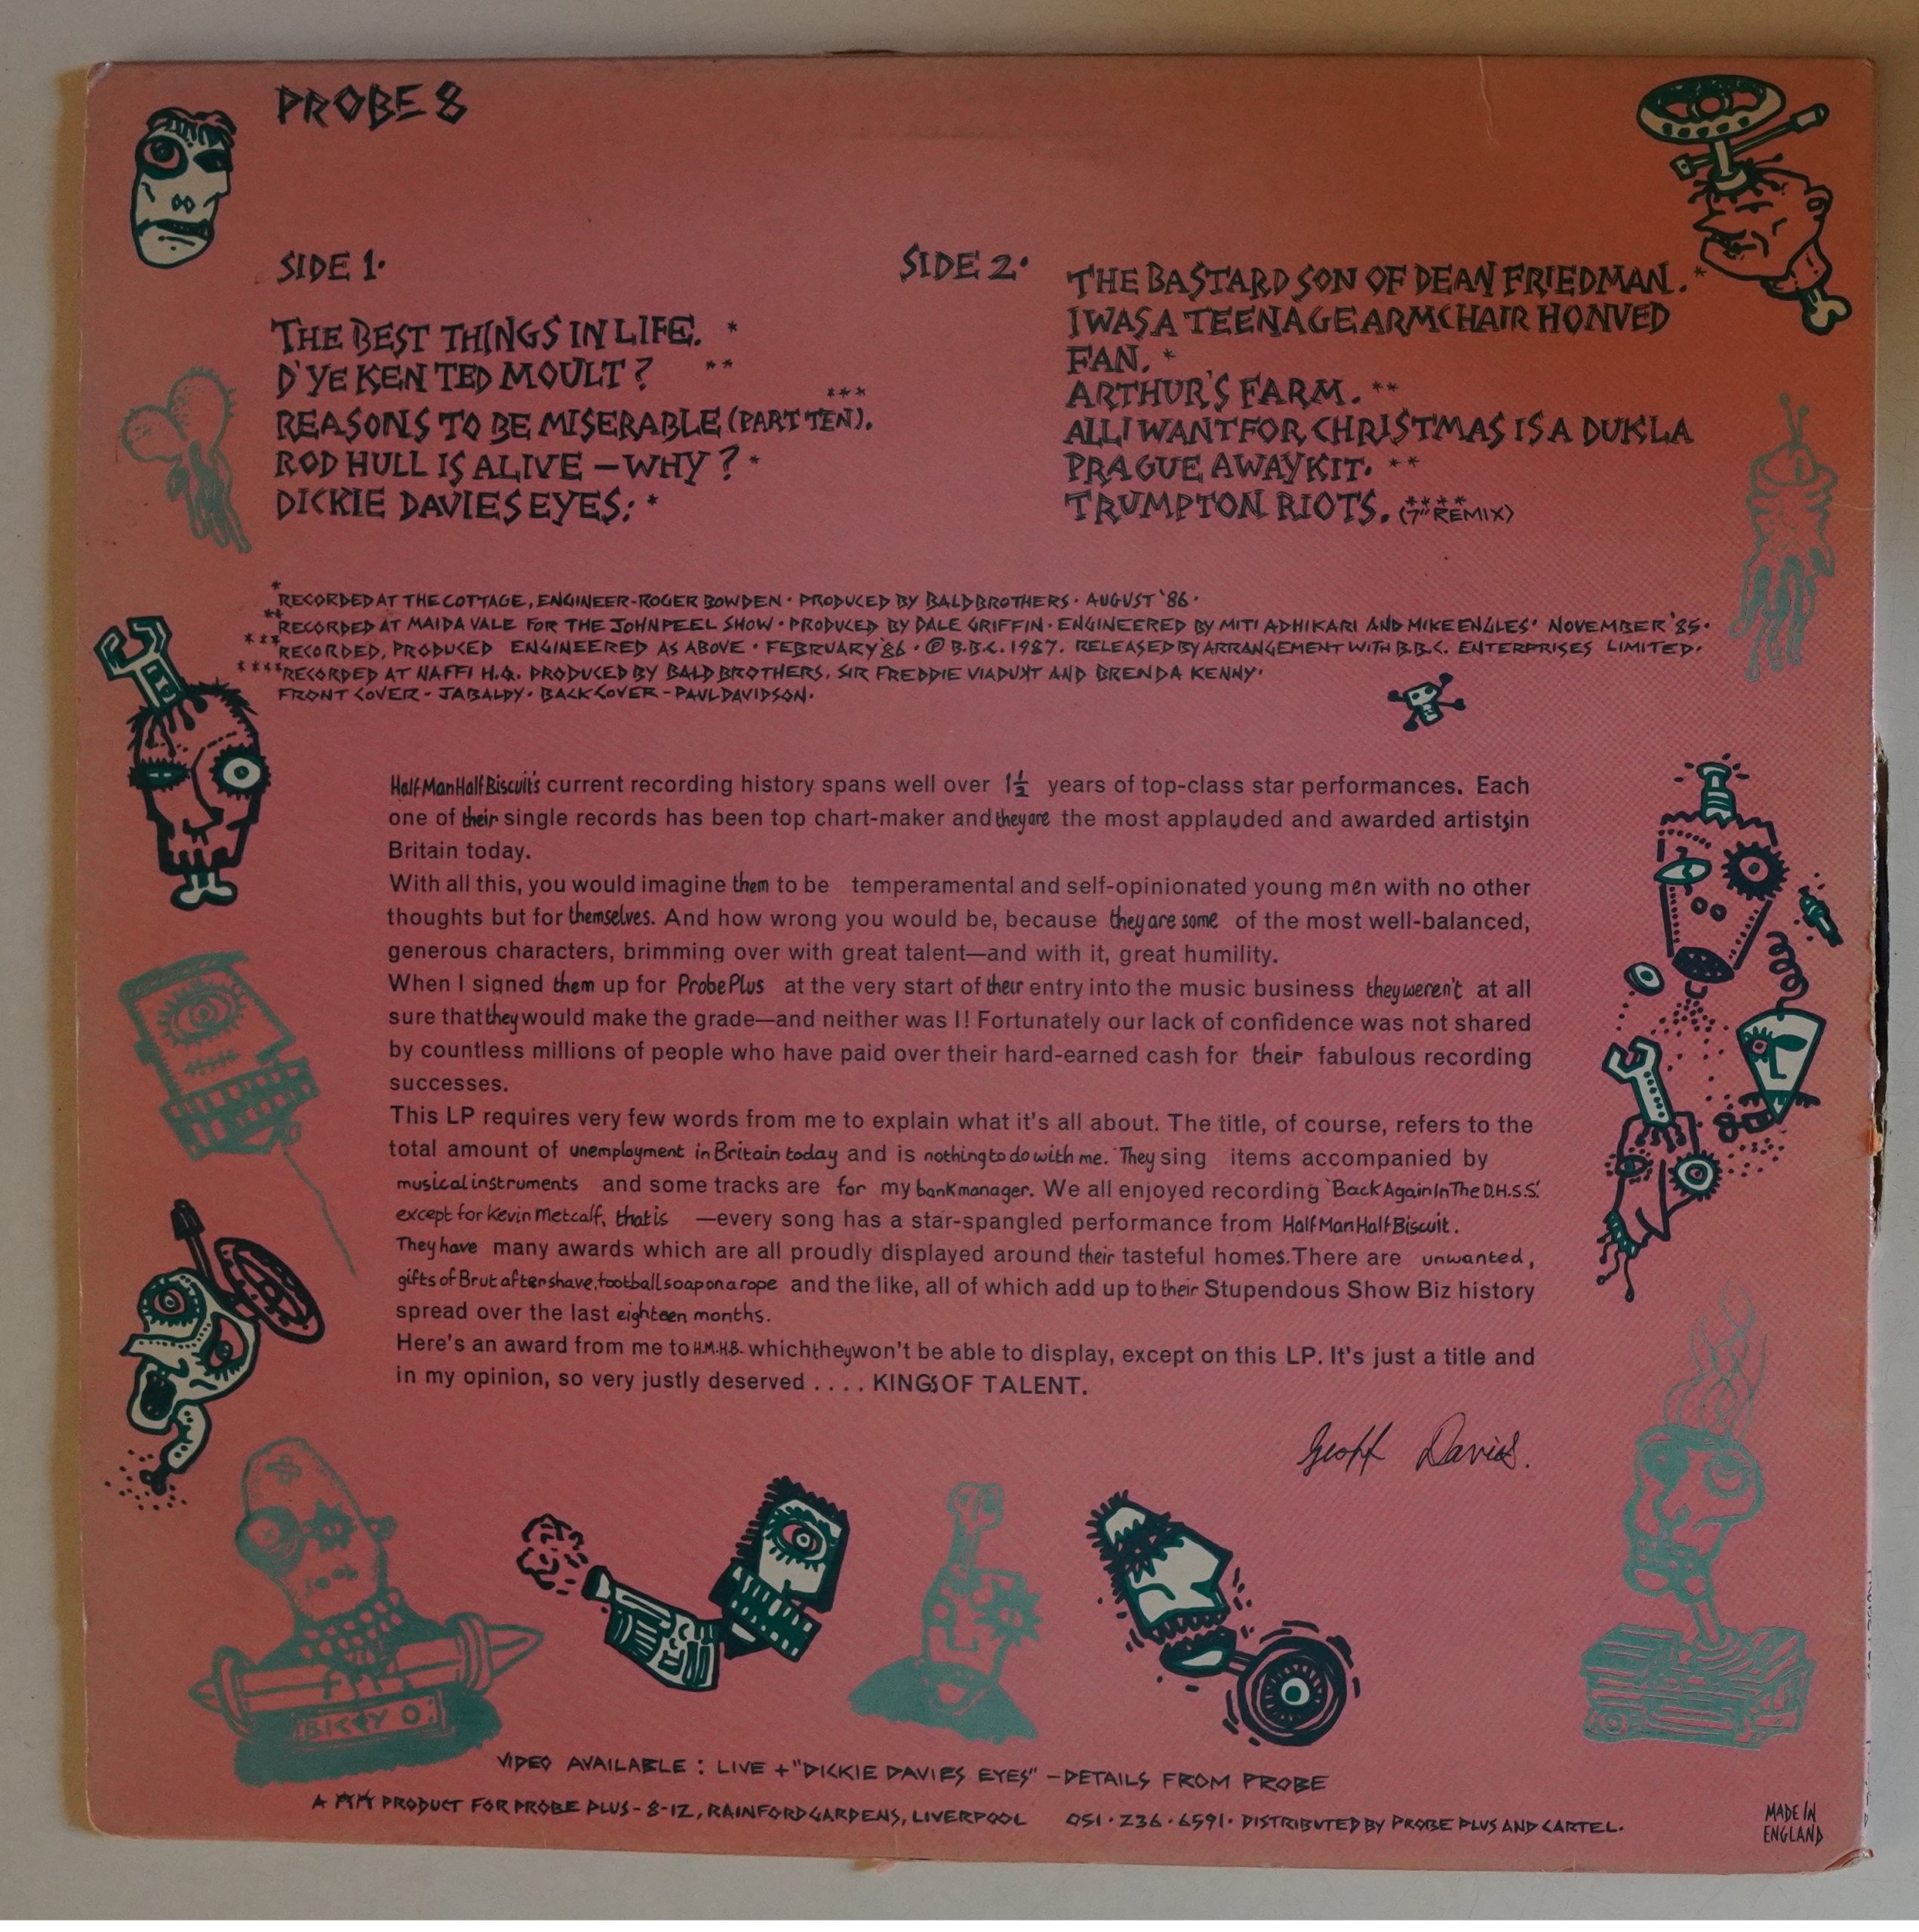 PROBE 8
SIDE 1.
THE BEST THINGS IN LIFE. *
D'YE KEN TED MOULT? **
REASONS TO BE MISERABLE (PART TEN). ***
ROD HULL IS ALIVE – WHY? *
DICKIE DAVIES EYES: *
SIDE 2.
THE BASTARD SON OF DEAN FRIEDMAN. *
I WAS A TEENAGE ARMCHAIR HONVED
FAN. *
ARTHUR'S FARM. **
ALL I WANT FOR CHRISTMAS IS A DUKLA
PRAGUE AWAY KIT. **
TRUMPTON RIOTS. **** (7" REMIX)
* RECORDED AT THE COTTAGE, ENGINEER-ROGER BOWDEN · PRODUCED BY BALD BROTHERS · AUGUST '86 ·
** RECORDED AT MAIDA VALE FOR THE JOHN PEEL SHOW · PRODUCED BY DALE GRIFFIN · ENGINEERED BY MITI ADHIKARI AND MIKE ENGLES · NOVEMBER '85 ·
*** RECORDED, PRODUCED ENGINEERED AS ABOVE · FEBRUARY '86 · ℗ B.B.C. 1987. RELEASED BY ARRANGEMENT WITH B.B.C. ENTERPRISES LIMITED.
**** RECORDED AT NAFFI H.Q. PRODUCED BY BALD BROTHERS, SIR FREDDIE VIADUKT AND BRENDA KENNY.
FRONT COVER - JABALDY · BACK COVER - PAUL DAVIDSON.
Half Man Half Biscuit's current recording history spans well over 1½ years of top-class star performances. Each
one of their single records has been top chart-maker and they are the most applauded and awarded artists in
Britain today.
With all this, you would imagine them to be temperamental and self-opinionated young men with no other
thoughts but for themselves. And how wrong you would be, because they are some of the most well-balanced,
generous characters, brimming over with great talent—and with it, great humility.
When I signed them up for Probe Plus at the very start of their entry into the music business they weren't at all
sure that they would make the grade—and neither was I! Fortunately our lack of confidence was not shared
by countless millions of people who have paid over their hard-earned cash for their fabulous recording
successes.
This LP requires very few words from me to explain what it's all about. The title, of course, refers to the
total amount of unemployment in Britain today and is nothing to do with me. They sing items accompanied by
musical instruments and some tracks are for my bank manager. We all enjoyed recording 'Back Again In The D.H.S.S.'
except for Kevin Metcalf, that is —every song has a star-spangled performance from Half Man Half Biscuit.
They have many awards which are all proudly displayed around their tasteful homes. There are unwanted,
gifts of Brut aftershave, football soap on a rope and the like, all of which add up to their Stupendous Show Biz history
spread over the last eighteen months.
Here's an award from me to H.M.H.B. which they won't be able to display, except on this LP. It's just a title and
in my opinion, so very justly deserved . . . . KINGS OF TALENT.
Geoff Davies.
VIDEO AVAILABLE : LIVE + "DICKIE DAVIES EYES" – DETAILS FROM PROBE
PRODUCT FOR PROBE PLUS - 8-12, RAINFORD GARDENS, LIVERPOOL 051 · 236 · 6591 · DISTRIBUTED BY PROBE PLUS AND CARTEL.
MADE IN
ENGLAND